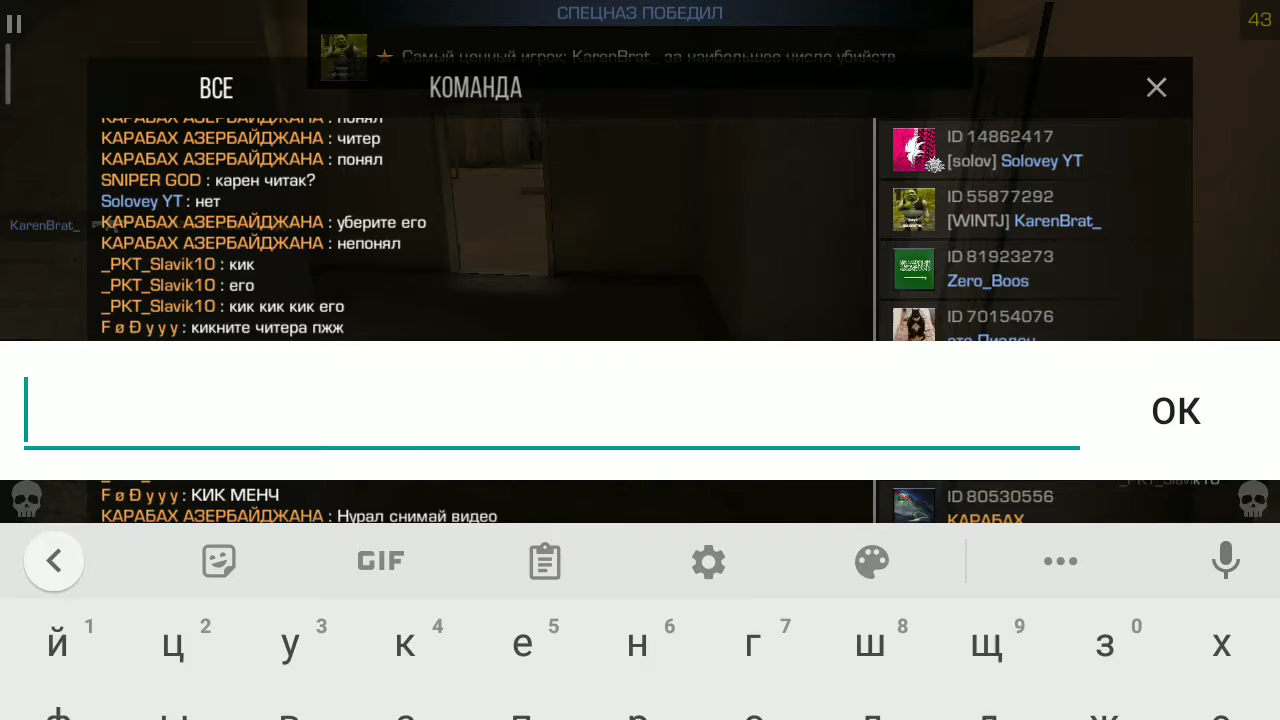 СПЕЦНАЗ ПОБЕДИЛ
43
Самый ценный игрок: KarenBrat_ за наибольшее число убийств
ВСЕ
КОМАНДА
КАРАБАХ АЗЕРБАЙДЖАНА : понял
КАРАБАХ АЗЕРБАЙДЖАНА : читер
КАРАБАХ АЗЕРБАЙДЖАНА : понял
SNIPER GOD : карен читак?
Solovey YT : нет
КАРАБАХ АЗЕРБАЙДЖАНА : уберите его
КАРАБАХ АЗЕРБАЙДЖАНА : непонял
_PKT_Slavik10 : кик
_PKT_Slavik10 : его
_PKT_Slavik10 : кик кик кик его
F ø Đ y y y : кикните читера пжж
KarenBrat_
ID 14862417
[solov] Solovey YT
ID 55877292
[WINTJ] KarenBrat_
ID 81923273
Zero_Boos
ID 70154076
OK
_PKT_Slavik10
F ø Đ y y y : КИК МЕНЧ
КАРАБАХ АЗЕРБАЙДЖАНА : Нурал снимай видео
ID 80530556
КАРАБАХ
GIF
й 1 ц 2 у 3 к 4 е 5 н 6 г 7 ш 8 щ 9 з 0 х